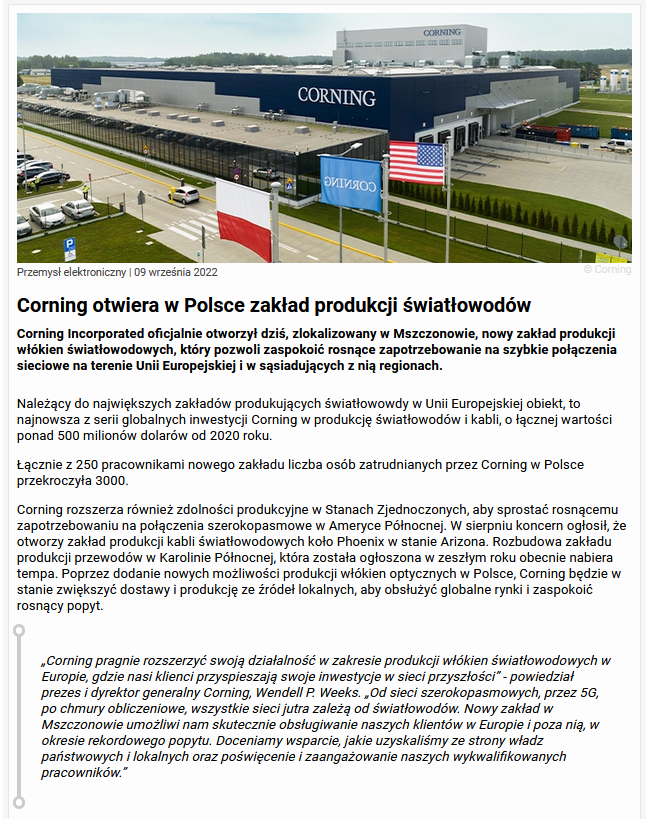 CORNING
CORNING
CORNING
P
Przemysł elektroniczny | 09 września 2022
© Corning
Corning otwiera w Polsce zakład produkcji światłowodów
Corning Incorporated oficjalnie otworzył dziś, zlokalizowany w Mszczonowie, nowy zakład produkcji
włókien światłowodowych, który pozwoli zaspokoić rosnące zapotrzebowanie na szybkie połączenia
sieciowe na terenie Unii Europejskiej i w sąsiadujących z nią regionach.
Należący do największych zakładów produkujących światłowowdy w Unii Europejskiej obiekt, to
najnowsza z serii globalnych inwestycji Corning w produkcję światłowodów i kabli, o łącznej wartości
ponad 500 milionów dolarów od 2020 roku.
Łącznie z 250 pracownikami nowego zakładu liczba osób zatrudnianych przez Corning w Polsce
przekroczyła 3000.
Corning rozszerza również zdolności produkcyjne w Stanach Zjednoczonych, aby sprostać rosnącemu
zapotrzebowaniu na połączenia szerokopasmowe w Ameryce Północnej. W sierpniu koncern ogłosił, że
otworzy zakład produkcji kabli światłowodowych koło Phoenix w stanie Arizona. Rozbudowa zakładu
produkcji przewodów w Karolinie Północnej, która została ogłoszona w zeszłym roku obecnie nabiera
tempa. Poprzez dodanie nowych możliwości produkcji włókien optycznych w Polsce, Corning będzie w
stanie zwiększyć dostawy i produkcję ze źródeł lokalnych, aby obsłużyć globalne rynki i zaspokoić
rosnący popyt.
„Corning pragnie rozszerzyć swoją działalność w zakresie produkcji włókien światłowodowych w
Europie, gdzie nasi klienci przyspieszają swoje inwestycje w sieci przyszłości” - powiedział
prezes i dyrektor generalny Corning, Wendell P. Weeks. „Od sieci szerokopasmowych, przez 5G,
po chmury obliczeniowe, wszystkie sieci jutra zależą od światłowodów. Nowy zakład w
Mszczonowie umożliwi nam skutecznie obsługiwanie naszych klientów w Europie i poza nią, w
okresie rekordowego popytu. Doceniamy wsparcie, jakie uzyskaliśmy ze strony władz
państwowych i lokalnych oraz poświęcenie i zaangażowanie naszych wykwalifikowanych
pracowników.”